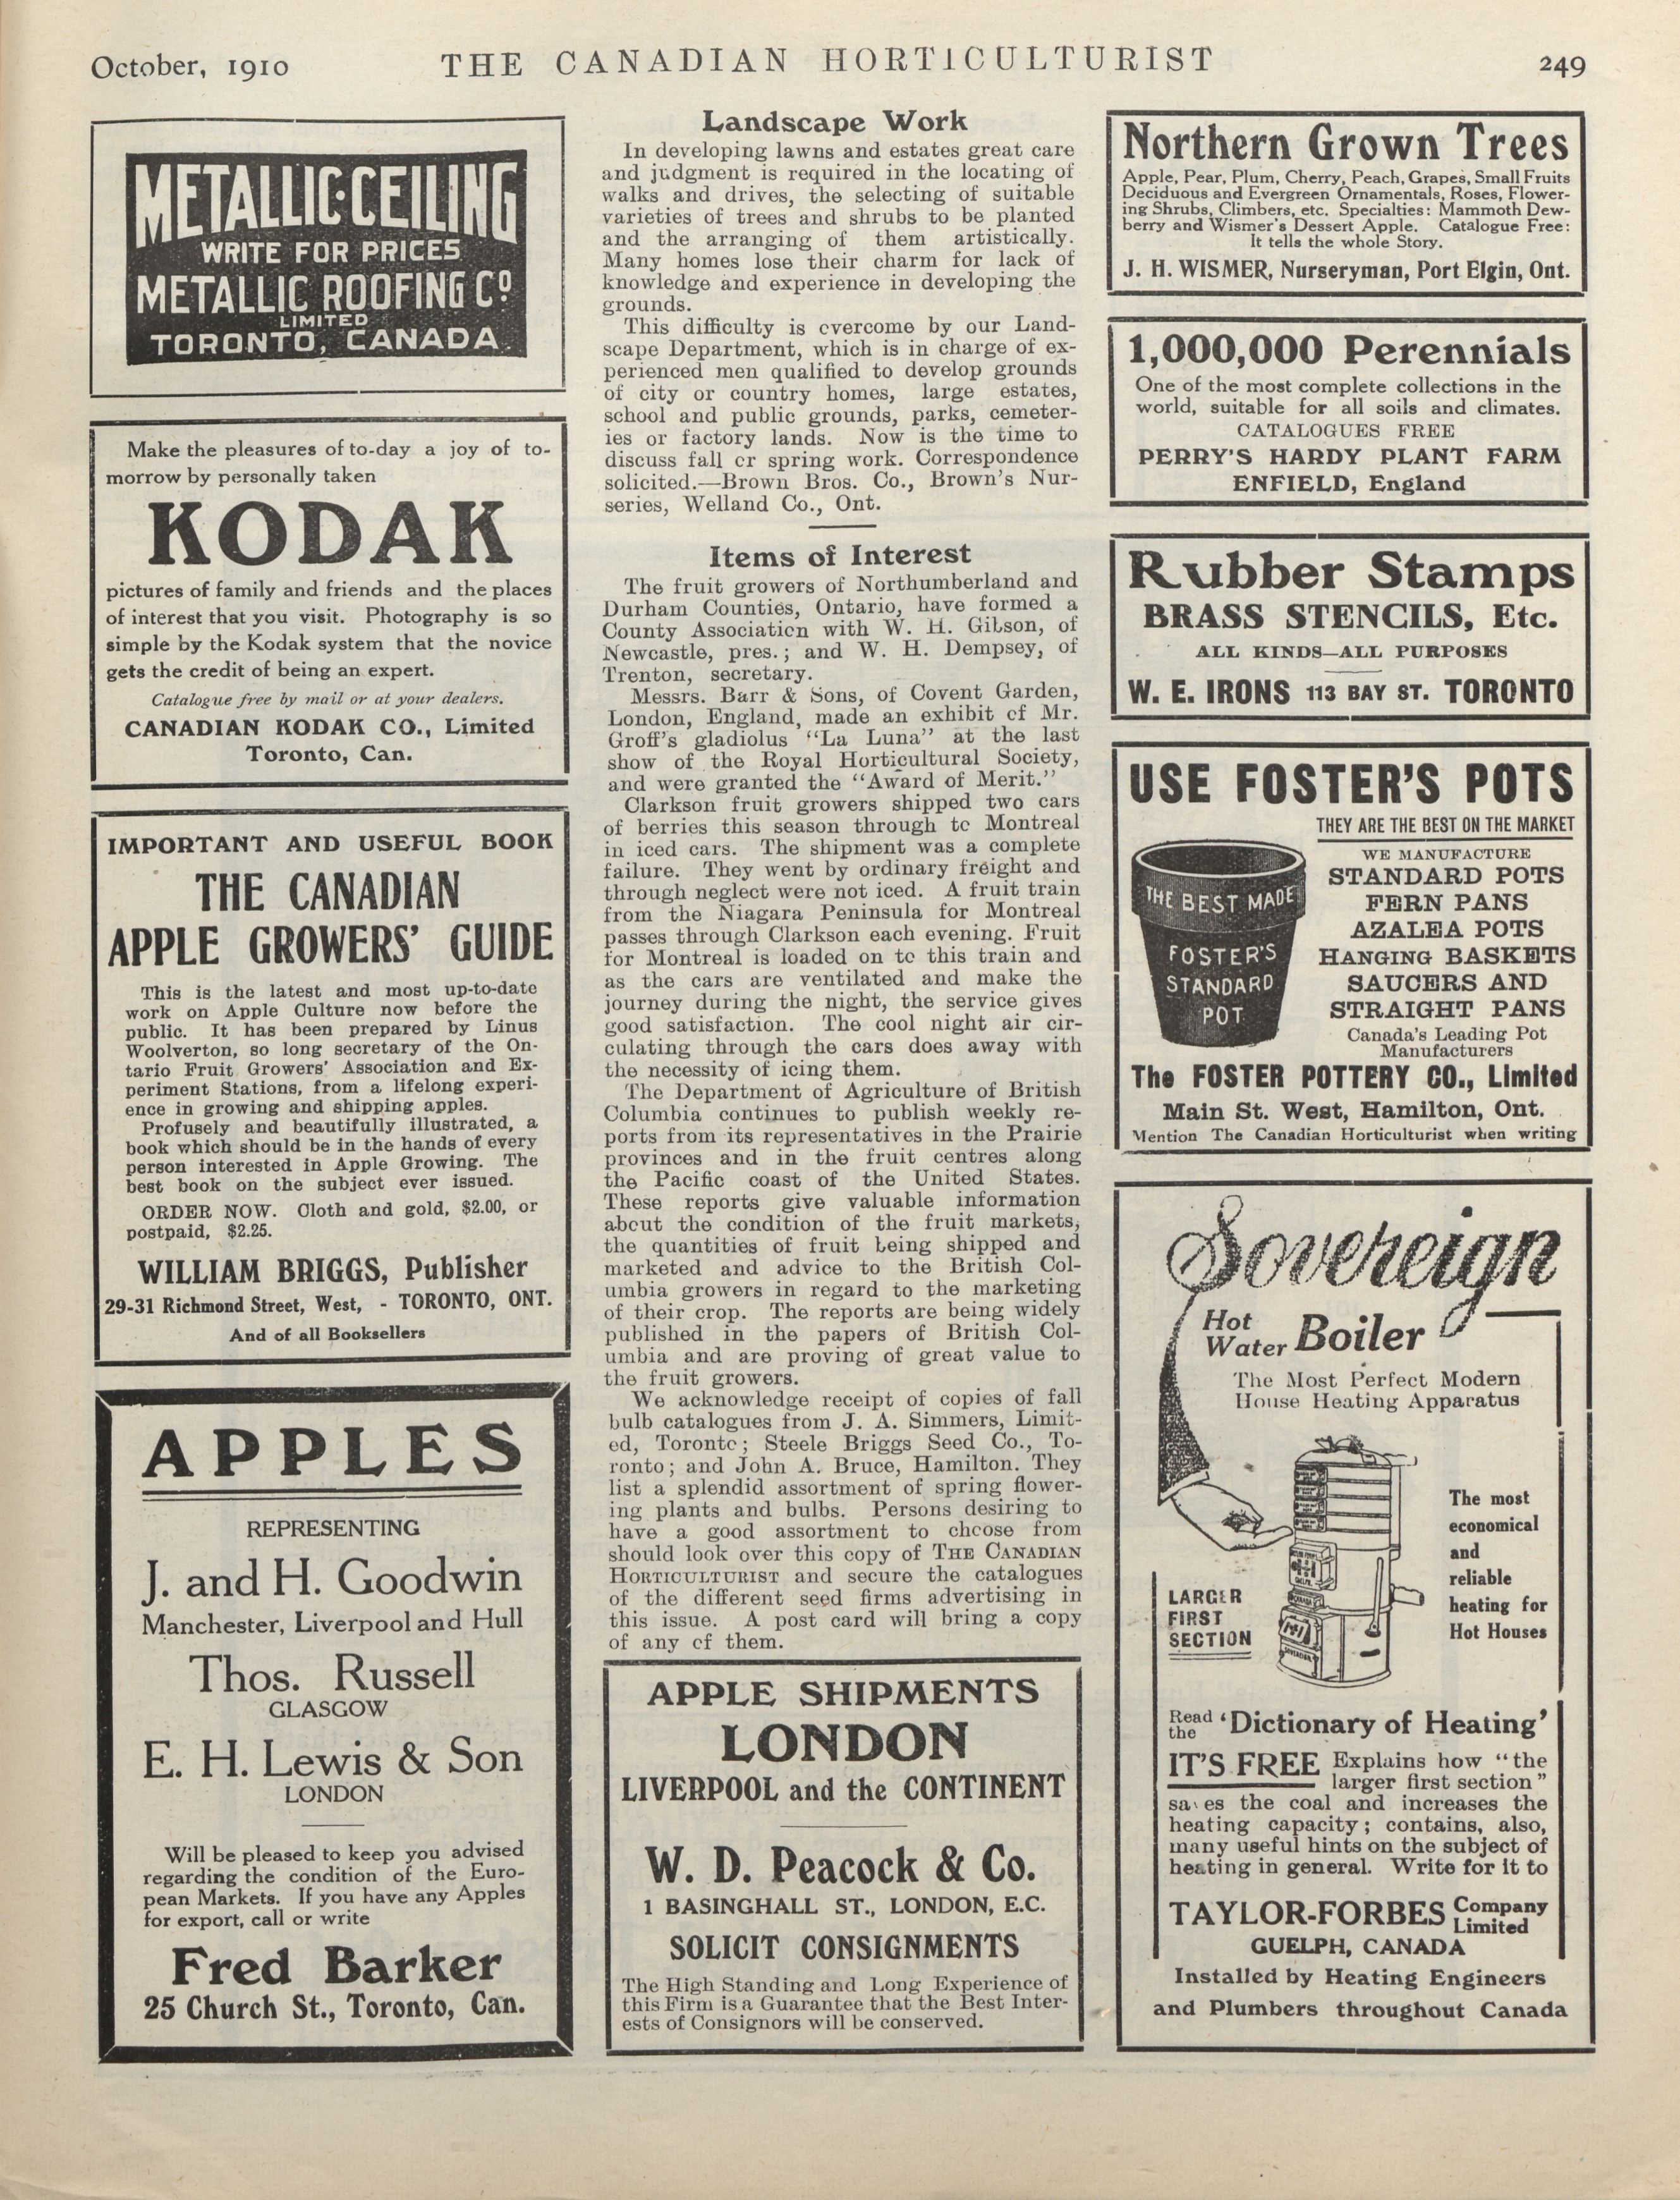 October, 1910
THE CANADIAN HORTICULTURIST
249
METALLIC·CEILING
WRITE FOR PRICES
METALLIC ROOFING Cº
LIMITED
TORONTO, CANADA.
Make the pleasures of to-day a joy of to-
morrow by personally taken
KODAK
pictures of family and friends and the places
of interest that you visit. Photography is so
simple by the Kodak system that the novice
gets the credit of being an expert.
Catalogue free by mail or at your dealers.
CANADIAN KODAK CO., Limited
Toronto, Can.
IMPORTANT AND USEFUL BOOK
THE CANADIAN
APPLE GROWERS' GUIDE
This is the latest and most up-to-date
work on Apple Culture now before the
public. It has been prepared by Linus
Woolverton, so long secretary of the On-
tario Fruit Growers' Association and Ex-
periment Stations, from a lifelong experi-
ence in growing and shipping apples.
Profusely and beautifully illustrated, a
book which should be in the hands of every
person interested in Apple Growing. The
best book on the subject ever issued.
ORDER NOW. Cloth and gold, $2.00, or
postpaid, $2.25.
WILLIAM BRIGGS, Publisher
29-31 Richmond Street, West, - TORONTO, ONT.
And of all Booksellers
APPLES
REPRESENTING
J. and H. Goodwin
Manchester, Liverpool and Hull
Thos. Russell
GLASGOW
E. H. Lewis & Son
LONDON
Will be pleased to keep you advised
regarding the condition of the Euro-
pean Markets. If you have any Apples
for export, call or write
Fred Barker
25 Church St., Toronto, Can.
Landscape Work
In developing lawns and estates great care
and judgment is required in the locating of
walks and drives, the selecting of suitable
varieties of trees and shrubs to be planted
and the arranging of them artistically.
Many homes lose their charm for lack of
knowledge and experience in developing the
grounds.
This difficulty is overcome by our Land-
scape Department, which is in charge of ex-
perienced men qualified to develop grounds
of city or country homes, large estates,
school and public grounds, parks, cemeter-
ies or factory lands. Now is the time to
discuss fall or spring work. Correspondence
solicited.—Brown Bros. Co., Brown's Nur-
series, Welland Co., Ont.
Items of Interest
The fruit growers of Northumberland and
Durham Counties, Ontario, have formed a
County Association with W. H. Gibson, of
Newcastle, pres.; and W. H. Dempsey, of
Trenton, secretary.
Messrs. Barr & Sons, of Covent Garden,
London, England, made an exhibit of Mr.
Groff's gladiolus "La Luna" at the last
show of the Royal Horticultural Society,
and were granted the "Award of Merit."
Clarkson fruit growers shipped two cars
of berries this season through to Montreal
in iced cars. The shipment was a complete
failure. They went by ordinary freight and
through neglect were not iced. A fruit train
from the Niagara Peninsula for Montreal
passes through Clarkson each evening. Fruit
for Montreal is loaded on to this train and
as the cars are ventilated and make the
journey during the night, the service gives
good satisfaction. The cool night air cir-
culating through the cars does away with
the necessity of icing them.
The Department of Agriculture of British
Columbia continues to publish weekly re-
ports from its representatives in the Prairie
provinces and in the fruit centres along
the Pacific coast of the United States.
These reports give valuable information
about the condition of the fruit markets,
the quantities of fruit being shipped and
marketed and advice to the British Col-
umbia growers in regard to the marketing
of their crop. The reports are being widely
published in the papers of British Col-
umbia and are proving of great value to
the fruit growers.
We acknowledge receipt of copies of fall
bulb catalogues from J. A. Simmers, Limit-
ed, Toronto; Steele Briggs Seed Co., To-
ronto; and John A. Bruce, Hamilton. They
list a splendid assortment of spring flower-
ing plants and bulbs. Persons desiring to
have a good assortment to choose from
should look over this copy of THE CANADIAN
HORTICULTURIST and secure the catalogues
of the different seed firms advertising in
this issue. A post card will bring a copy
of any of them.
APPLE SHIPMENTS
LONDON
LIVERPOOL and the CONTINENT
W. D. Peacock & Co.
1 BASINGHALL ST., LONDON, E.C.
SOLICIT CONSIGNMENTS
The High Standing and Long Experience of
this Firm is a Guarantee that the Best Inter-
ests of Consignors will be conserved.
Northern Grown Trees
Apple, Pear, Plum, Cherry, Peach, Grapes, Small Fruits
Deciduous and Evergreen Ornamentals, Roses, Flower-
ing Shrubs, Climbers, etc. Specialties: Mammoth Dew-
berry and Wismer's Dessert Apple. Catalogue Free:
It tells the whole Story.
J. H. WISMER, Nurseryman, Port Elgin, Ont.
1,000,000 Perennials
One of the most complete collections in the
world, suitable for all soils and climates.
CATALOGUES FREE
PERRY'S HARDY PLANT FARM
ENFIELD, England
Rubber Stamps
BRASS STENCILS, Etc.
ALL KINDS—ALL PURPOSES
W. E. IRONS 113 BAY ST. TORONTO
USE FOSTER'S POTS
THEY ARE THE BEST ON THE MARKET
THE BEST MADE
FOSTER'S
STANDARD
POT
WE MANUFACTURE
STANDARD POTS
FERN PANS
AZALEA POTS
HANGING BASKETS
SAUCERS AND
STRAIGHT PANS
Canada's Leading Pot
Manufacturers
The FOSTER POTTERY CO., Limited
Main St. West, Hamilton, Ont.
Mention The Canadian Horticulturist when writing
Sovereign
Hot
Water Boiler
The Most Perfect Modern
House Heating Apparatus
The most
economical
and
reliable
heating for
Hot Houses
LARGER
FIRST
SECTION
Read
the 'Dictionary of Heating'
IT'S FREE Explains how "the
larger first section"
saves the coal and increases the
heating capacity; contains, also,
many useful hints on the subject of
heating in general. Write for it to
TAYLOR-FORBES Company
Limited
GUELPH, CANADA
Installed by Heating Engineers
and Plumbers throughout Canada